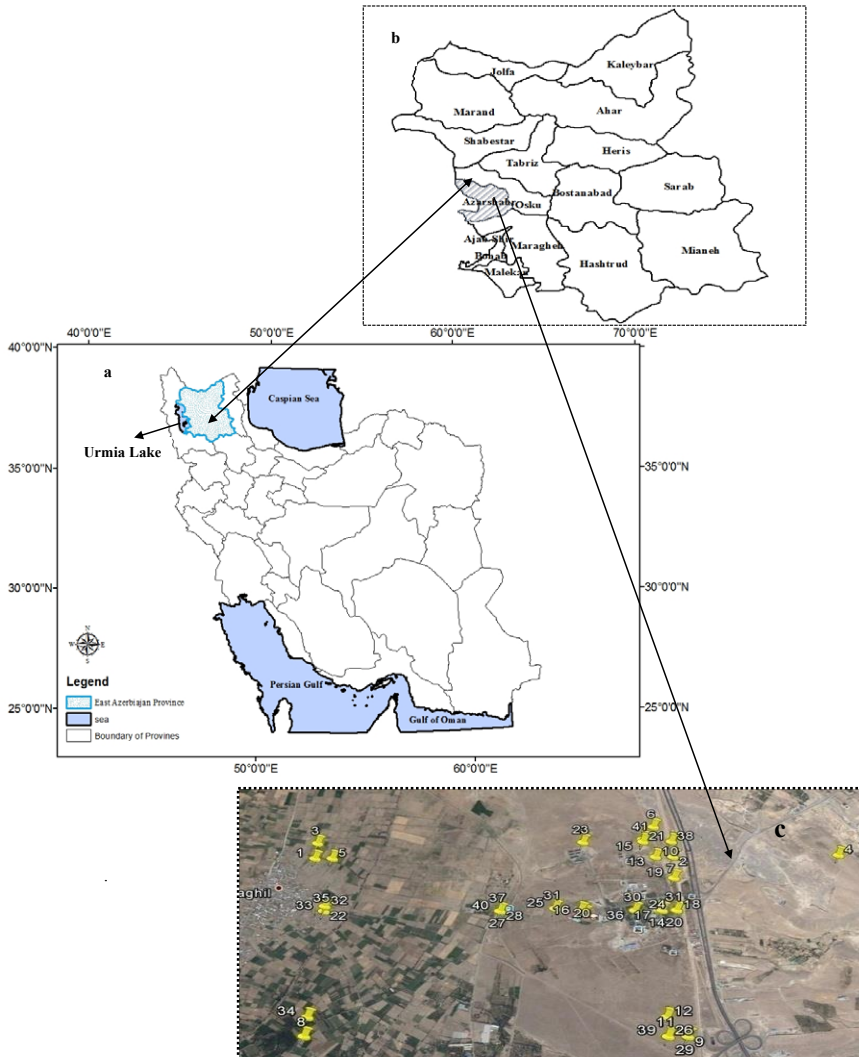 b
Jolfa
Kaleybar
Marand
Ahar
Shabestar
Heris
Tabriz
Sarab
Bostanabad
Azarshahr
Osku
Ajab Shir
Maragheh
Bonab
Mianeh
Hashtrud
Malekan
40°0'0"E 50°0'0"E 60°0'0"E 70°0'0"E
40°0'0"N
a
Caspian Sea
Urmia Lake
35°0'0"N
35°0'0"N
30°0'0"N
30°0'0"N
W E
S
Legend
East Azerbiajan Province
sea
Boundary of Provines
Persian Gulf
Gulf of Oman
25°0'0"N
25°0'0"N
50°0'0"E 60°0'0"E
c
6
41
3 23 15 21 38
4
1 5 13 10 2
7
19
aghil
35 32 37 31 30 31
33 40 25 16 24 18
22 28 20 36 17
27 14 20
34 12
8 11
39 26
9
29